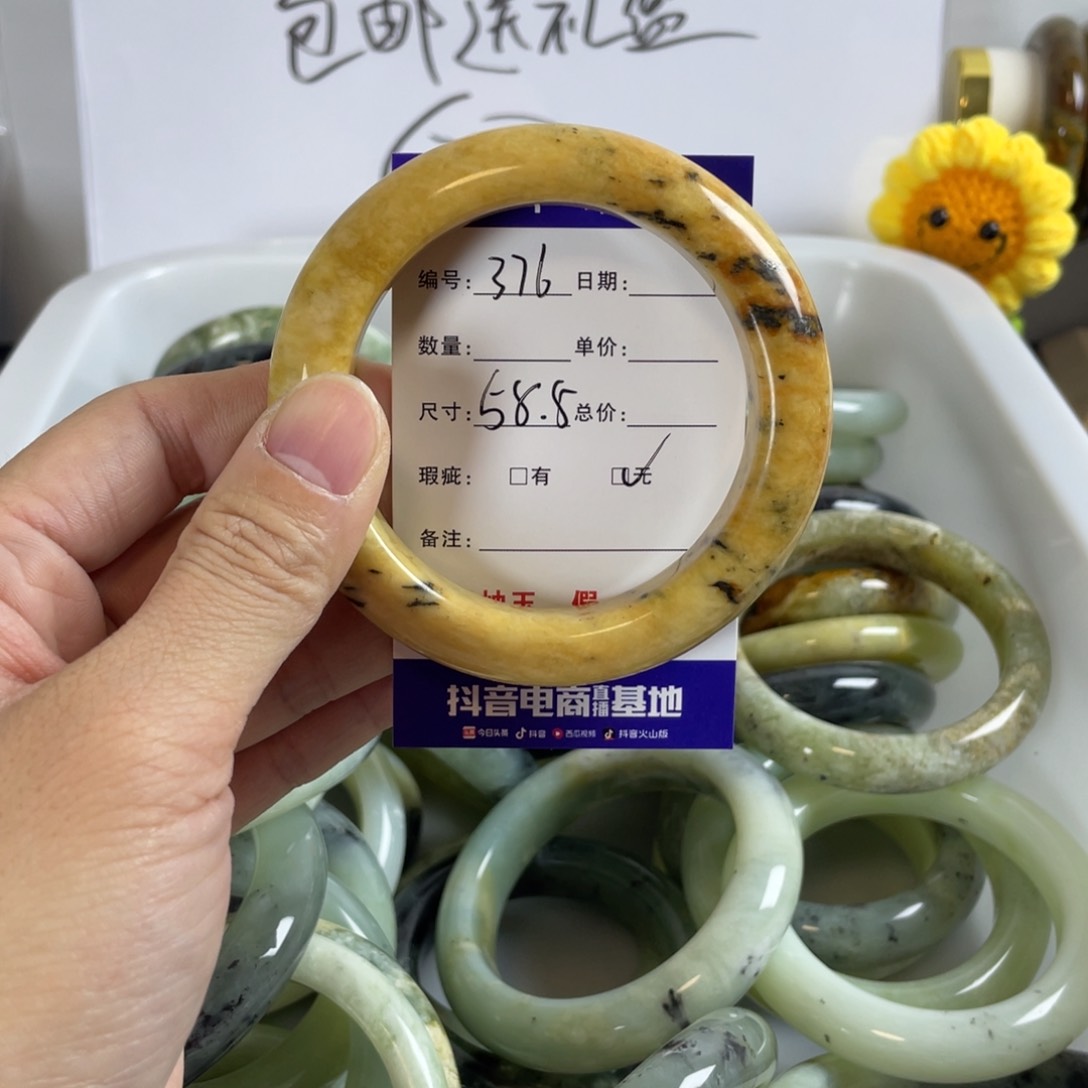 包邮送礼盒
编号: 376 日期:
数量: 单价:
尺寸: 58.8 总价:
瑕疵: □有 □无
备注:
抖音电商直播基地
今日头条 抖音 西瓜视频 抖音火山版